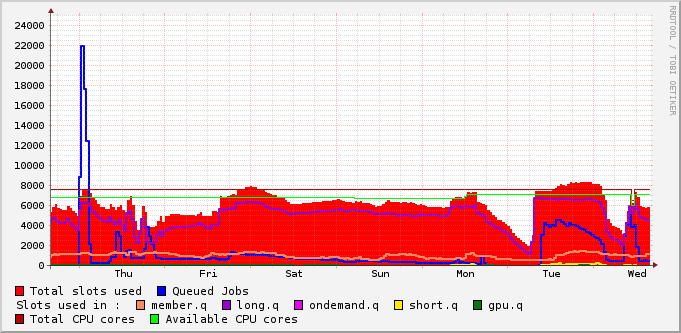 RRDTOOL / TOBI OETIKER
24000
22000
20000
18000
16000
14000
12000
10000
8000
6000
4000
2000
0
Thu Fri Sat Sun Mon Tue Wed
Total slots used Queued Jobs
Slots used in : member.q long.q ondemand.q short.q gpu.q
Total CPU cores Available CPU cores